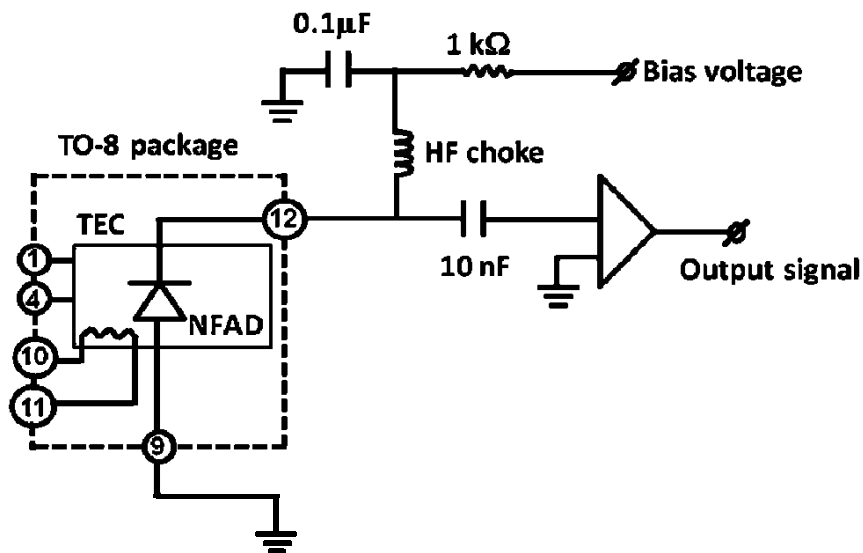 0.1µF
1 kΩ
Bias voltage
TO-8 package
HF choke
12
TEC
1
4
10 nF
Output signal
NFAD
10
11
9